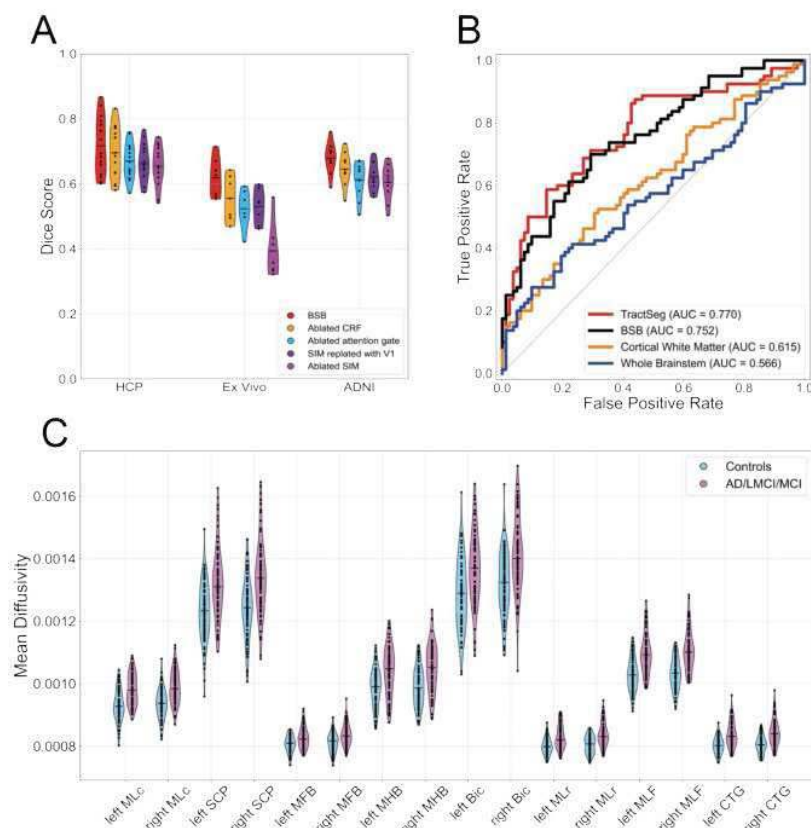 A
Dice Score
1.0
0.8
0.6
0.4
0.2
0.0
HCP
Ex Vivo
ADNI
BSB
Ablated CRF
Ablated attention gate
SIM replated with V1
Ablated SIM
B
True Positive Rate
1.0
0.8
0.6
0.4
0.2
0.0
0.0 0.2 0.4 0.6 0.8 1.0
False Positive Rate
TractSeg (AUC = 0.770)
BSB (AUC = 0.752)
Cortical White Matter (AUC = 0.615)
Whole Brainstem (AUC = 0.566)
C
Mean Diffusivity
0.0016
0.0014
0.0012
0.0010
0.0008
Controls
AD/LMCI/MCI
left MLc
right MLc
left SCP
right SCP
left MFB
right MFB
left MHB
right MHB
left Bic
right Bic
left MLr
right MLr
left MLF
right MLF
left CTG
right CTG